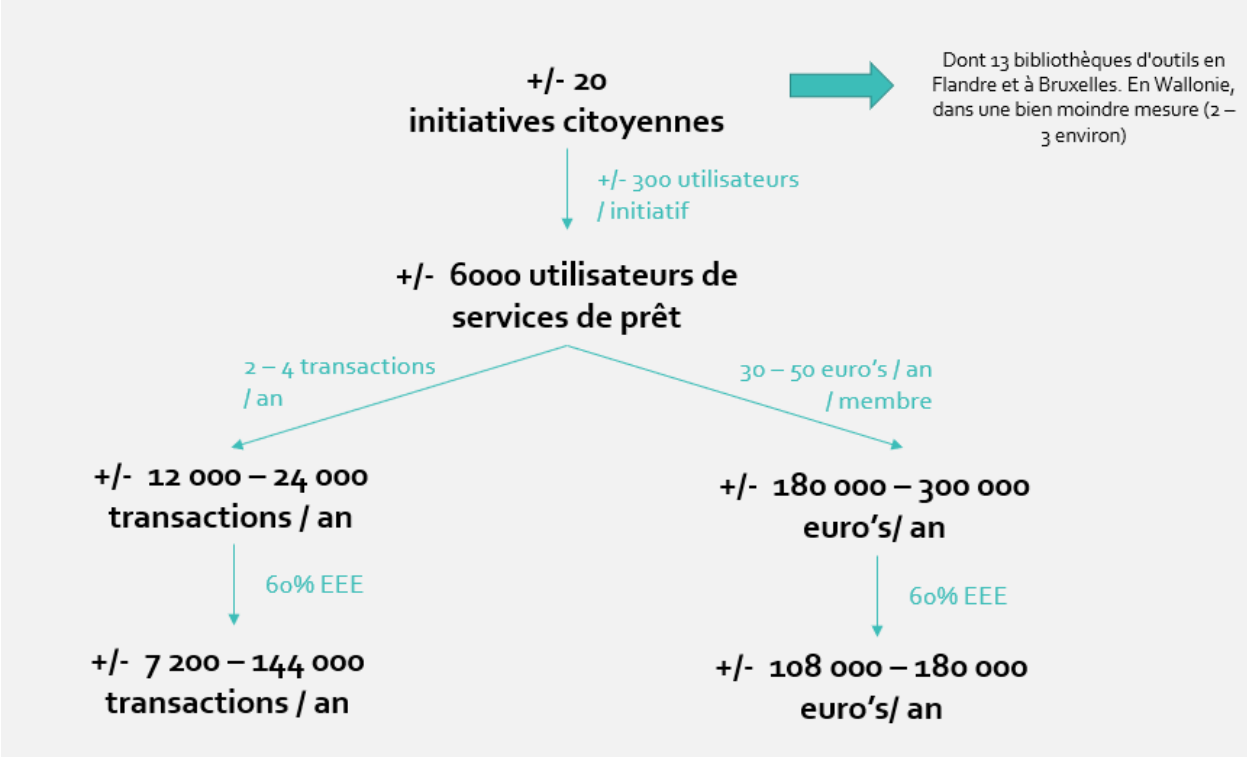 +/- 20
initiatives citoyennes
Dont 13 bibliothèques d'outils en
Flandre et à Bruxelles. En Wallonie,
dans une bien moindre mesure (2 –
3 environ)
+/- 300 utilisateurs
/ initiatif
+/- 6000 utilisateurs de
services de prêt
2 – 4 transactions
/ an
30 – 50 euro’s / an
/ membre
+/- 12 000 – 24 000
transactions / an
+/- 180 000 – 300 000
euro’s/ an
60% EEE
60% EEE
+/- 7 200 – 144 000
transactions / an
+/- 108 000 – 180 000
euro’s/ an